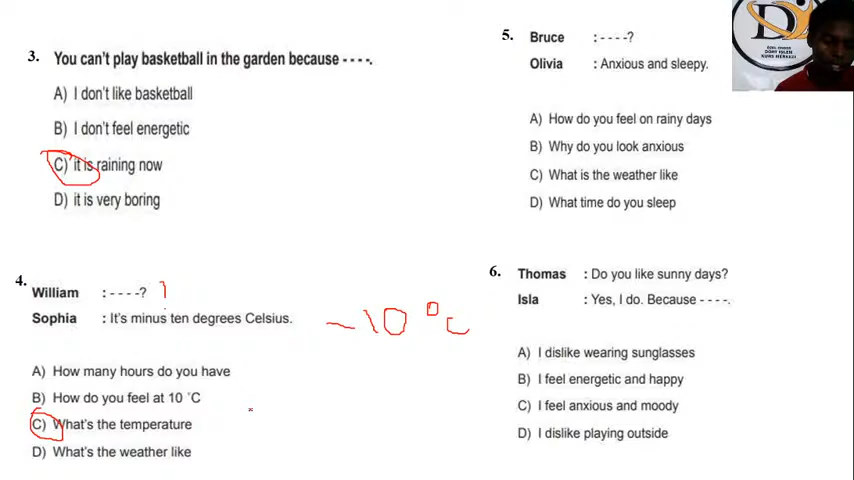 3. You can't play basketball in the garden because - - - -.
A) I don't like basketball
B) I don't feel energetic
C) it is raining now
D) it is very boring
4.
William : - - - -?
Sophia : It's minus ten degrees Celsius.
-10 °C
A) How many hours do you have
B) How do you feel at 10 °C
C) What's the temperature
D) What's the weather like
5. Bruce : - - - -?
Olivia : Anxious and sleepy.
A) How do you feel on rainy days
B) Why do you look anxious
C) What is the weather like
D) What time do you sleep
6. Thomas : Do you like sunny days?
Isla : Yes, I do. Because - - - -.
A) I dislike wearing sunglasses
B) I feel energetic and happy
C) I feel anxious and moody
D) I dislike playing outside
KURS MERKEZİ